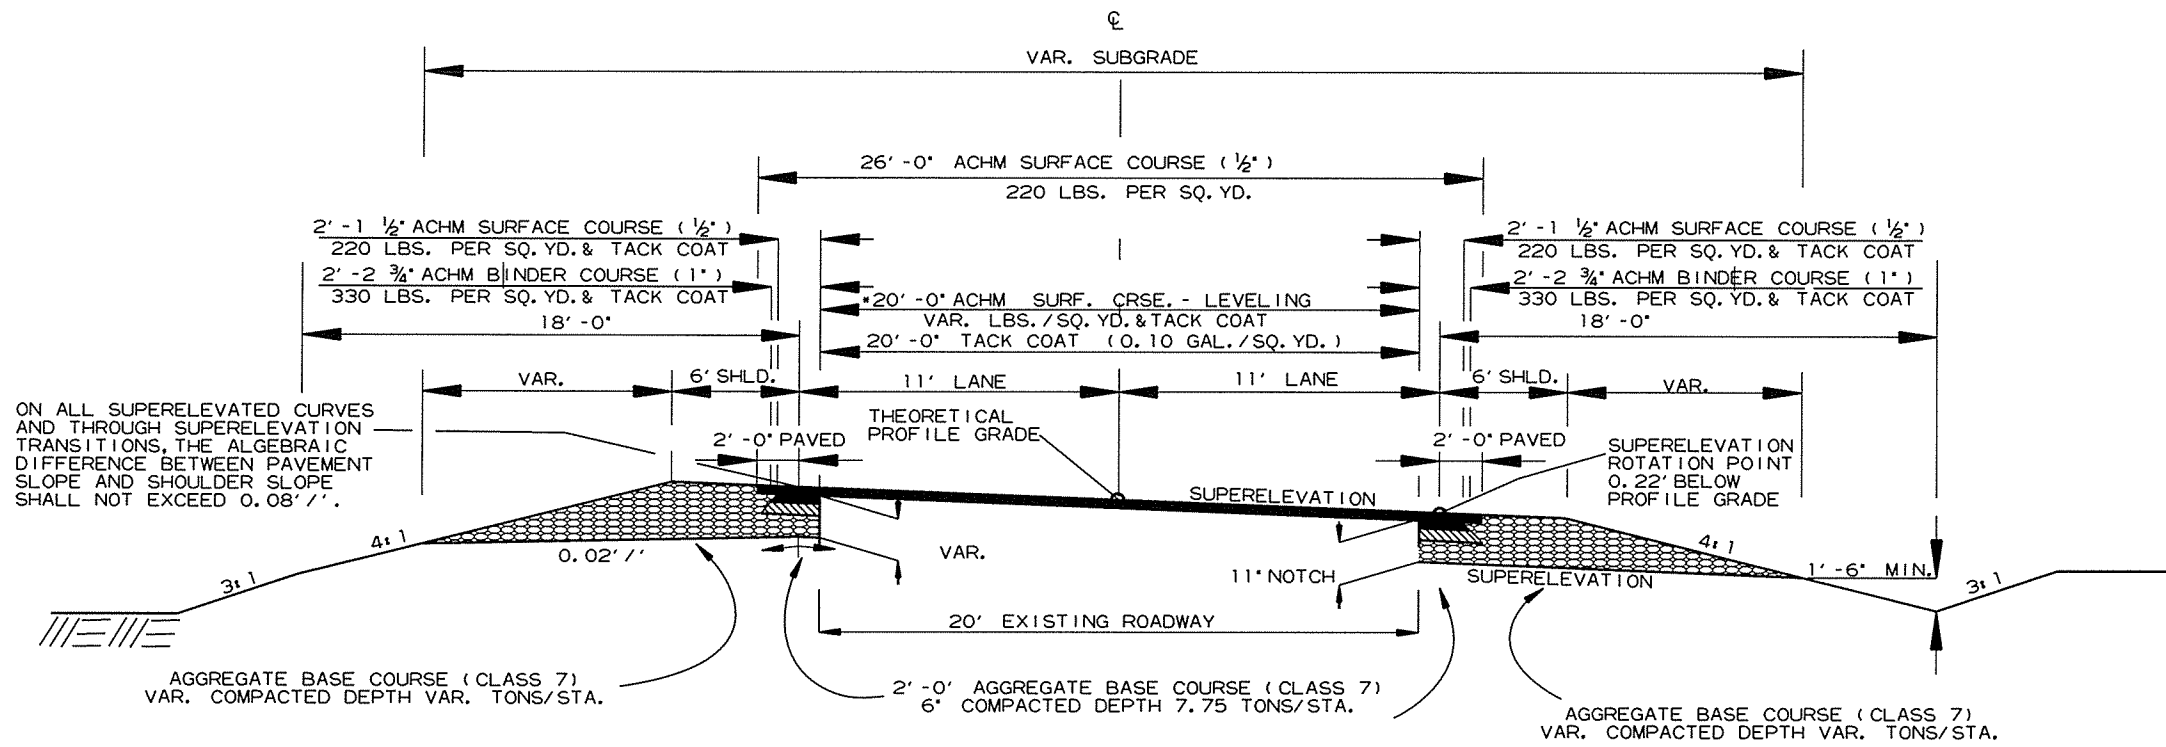 ℄
VAR. SUBGRADE
26'-0" ACHM SURFACE COURSE (½")
220 LBS. PER SQ. YD.
2'-1 ½" ACHM SURFACE COURSE (½")
220 LBS. PER SQ. YD. & TACK COAT
2'-2 ¾" ACHM BINDER COURSE (1")
330 LBS. PER SQ. YD. & TACK COAT
18'-0"
2'-1 ½" ACHM SURFACE COURSE (½")
220 LBS. PER SQ. YD. & TACK COAT
2'-2 ¾" ACHM BINDER COURSE (1")
330 LBS. PER SQ. YD. & TACK COAT
18'-0"
*20'-0" ACHM SURF. CRSE. - LEVELING
VAR. LBS./SQ. YD. & TACK COAT
20'-0" TACK COAT (0.10 GAL./SQ. YD.)
VAR.
6' SHLD.
11' LANE
11' LANE
6' SHLD.
VAR.
ON ALL SUPERELEVATED CURVES
AND THROUGH SUPERELEVATION
TRANSITIONS, THE ALGEBRAIC
DIFFERENCE BETWEEN PAVEMENT
SLOPE AND SHOULDER SLOPE
SHALL NOT EXCEED 0.08'/'.
2'-0" PAVED
THEORETICAL
PROFILE GRADE
2'-0" PAVED
SUPERELEVATION
ROTATION POINT
0.22' BELOW
PROFILE GRADE
SUPERELEVATION
4:1
3:1
0.02'/'
VAR.
11" NOTCH
SUPERELEVATION
4:1
1'-6" MIN.
3:1
20' EXISTING ROADWAY
AGGREGATE BASE COURSE (CLASS 7)
VAR. COMPACTED DEPTH VAR. TONS/STA.
2'-0' AGGREGATE BASE COURSE (CLASS 7)
6" COMPACTED DEPTH 7.75 TONS/STA.
AGGREGATE BASE COURSE (CLASS 7)
VAR. COMPACTED DEPTH VAR. TONS/STA.